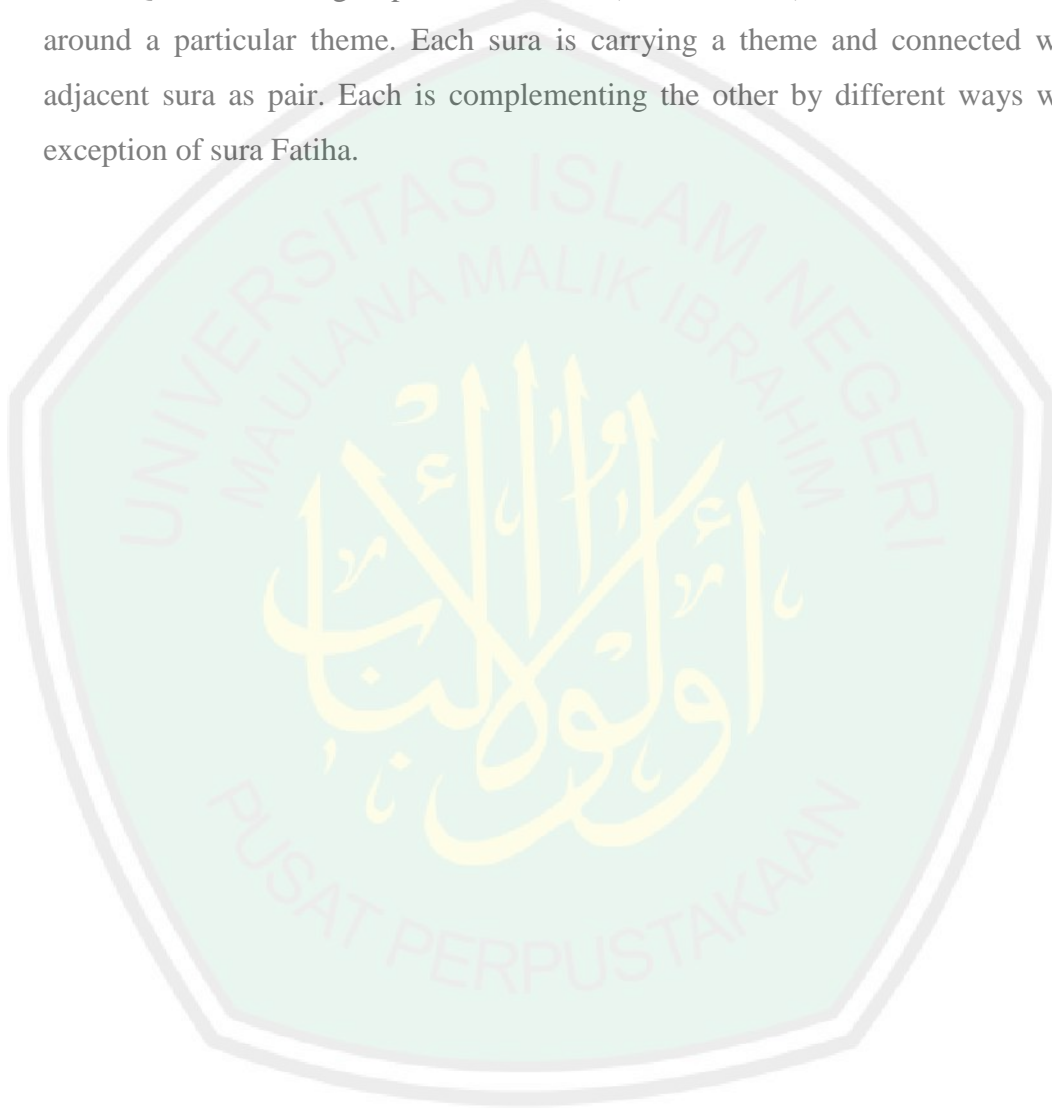 around a particular theme. Each sura is carrying a theme and connected w
adjacent sura as pair. Each is complementing the other by different ways w
exception of sura Fatiha.
UNIVERSITAS ISLAM NEGERI
MAULANA MALIK IBRAHIM
أولوا الألباب
PUSAT PERPUSTAKAAN